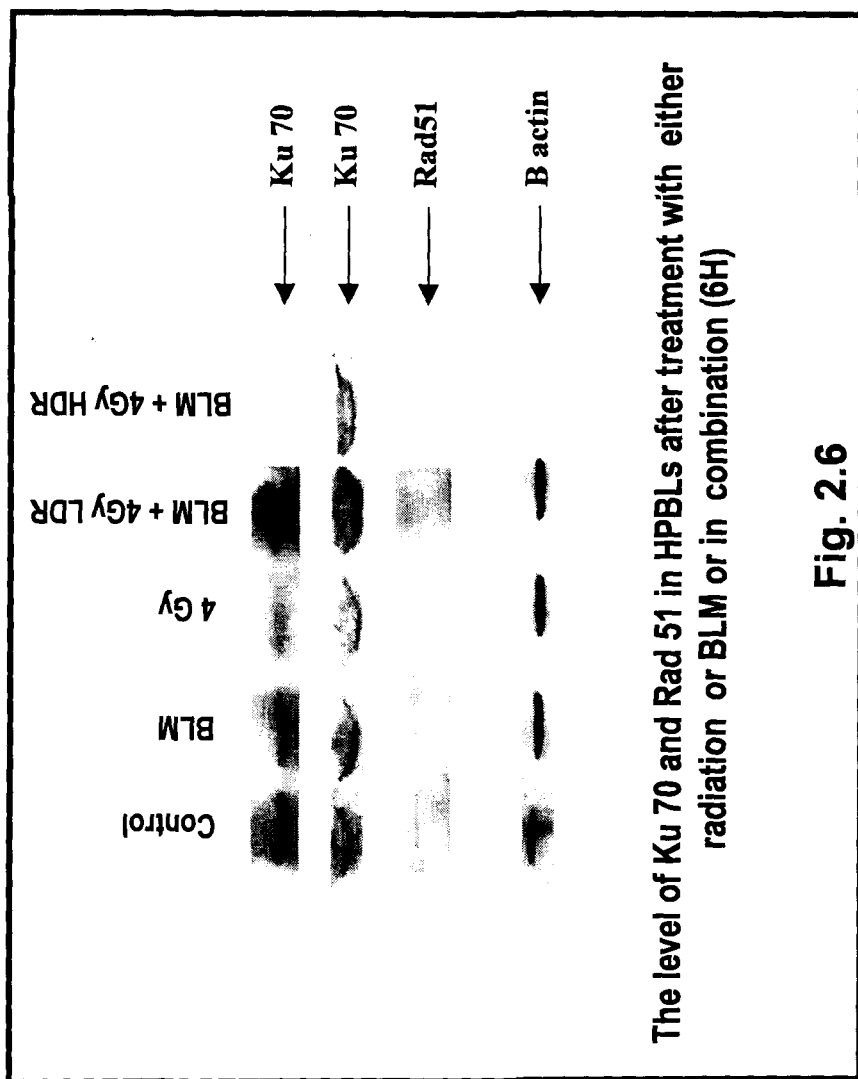 Control
BLM
4 Gy
BLM + 4Gy LDR
BLM + 4Gy HDR
Ku 70
Ku 70
Rad51
B actin
The level of Ku 70 and Rad 51 in HPBLs after treatment with either
radiation or BLM or in combination (6H)
Fig. 2.6